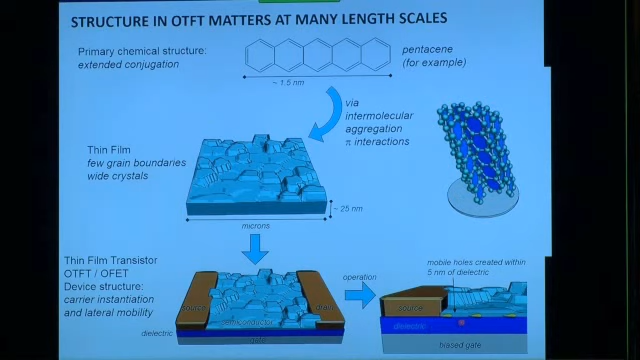 STRUCTURE IN OTFT MATTERS AT MANY LENGTH SCALES
Primary chemical structure:
extended conjugation
pentacene
(for example)
~ 1.5 nm
via
intermolecular
aggregation
π interactions
Thin Film
few grain boundaries
wide crystals
~ 25 nm
microns
Thin Film Transistor
OTFT / OFET
Device structure:
carrier instantiation
and lateral mobility
source
drain
semiconductor
dielectric
gate
operation
mobile holes created within
5 nm of dielectric
source
dielectric
biased gate